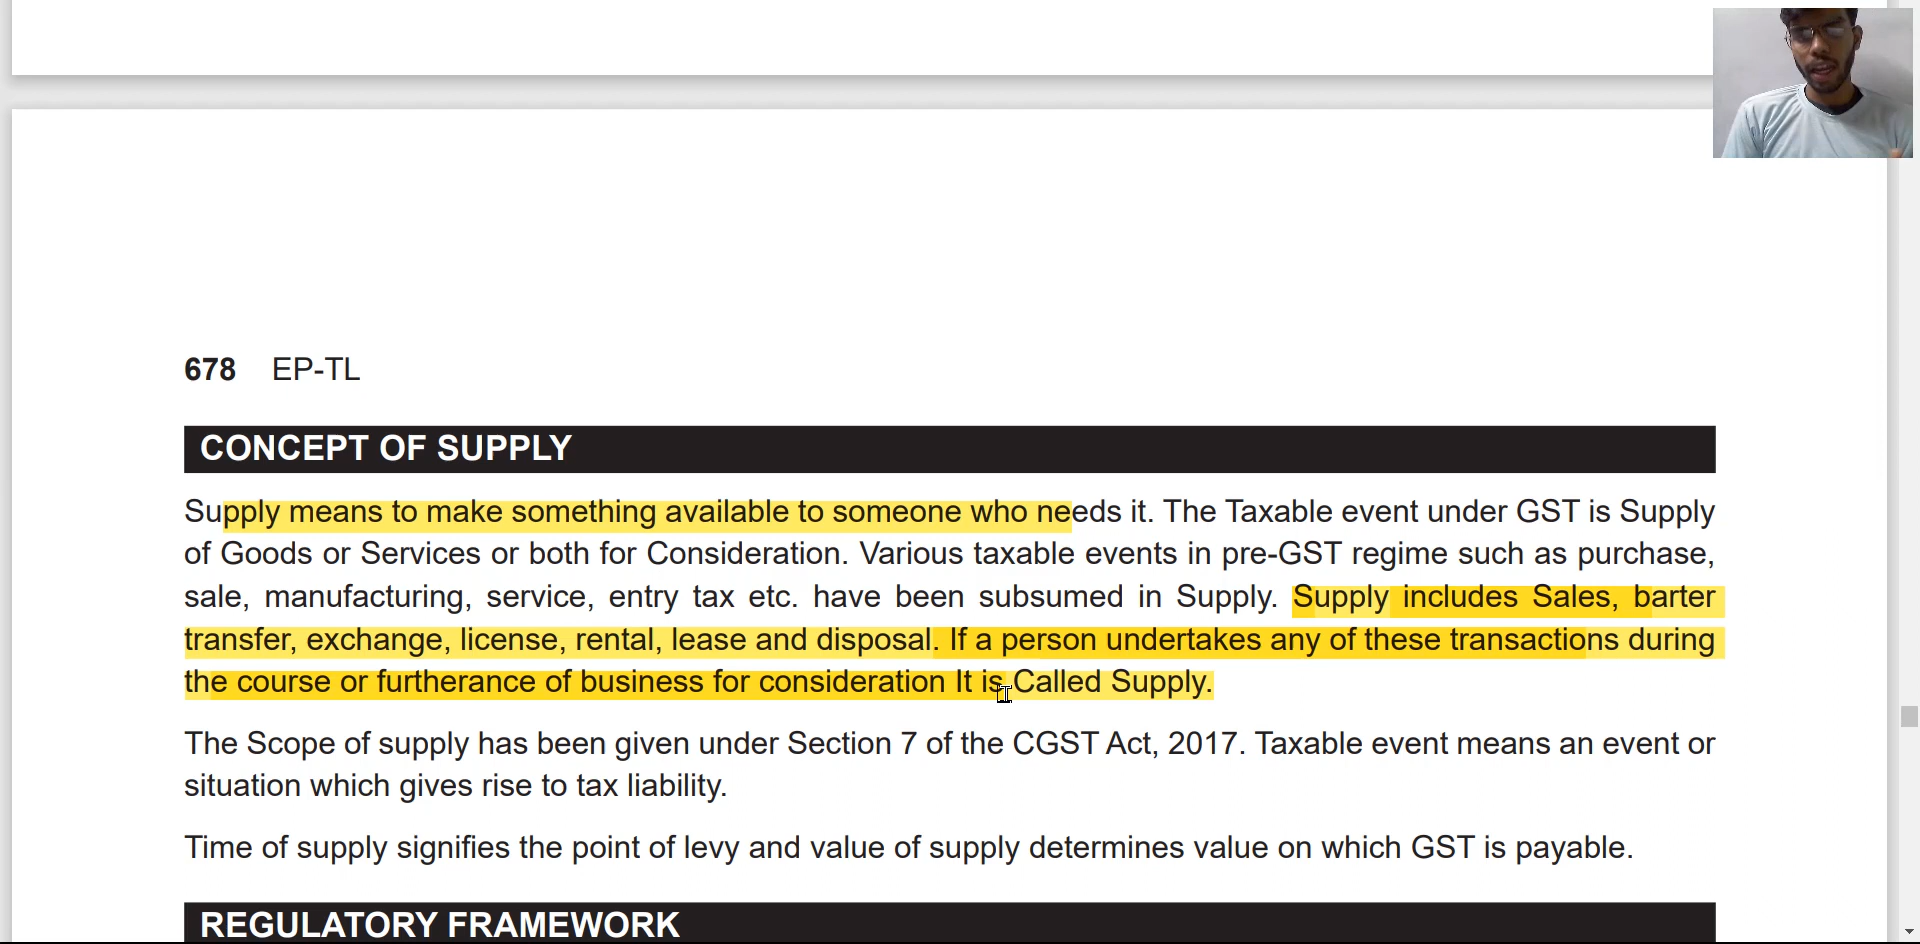 678 EP-TL
CONCEPT OF SUPPLY
Supply means to make something available to someone who needs it. The Taxable event under GST is Supply
of Goods or Services or both for Consideration. Various taxable events in pre-GST regime such as purchase,
sale, manufacturing, service, entry tax etc. have been subsumed in Supply. Supply includes Sales, barter
transfer, exchange, license, rental, lease and disposal. If a person undertakes any of these transactions during
the course or furtherance of business for consideration It is Called Supply.
The Scope of supply has been given under Section 7 of the CGST Act, 2017. Taxable event means an event or
situation which gives rise to tax liability.
Time of supply signifies the point of levy and value of supply determines value on which GST is payable.
REGULATORY FRAMEWORK